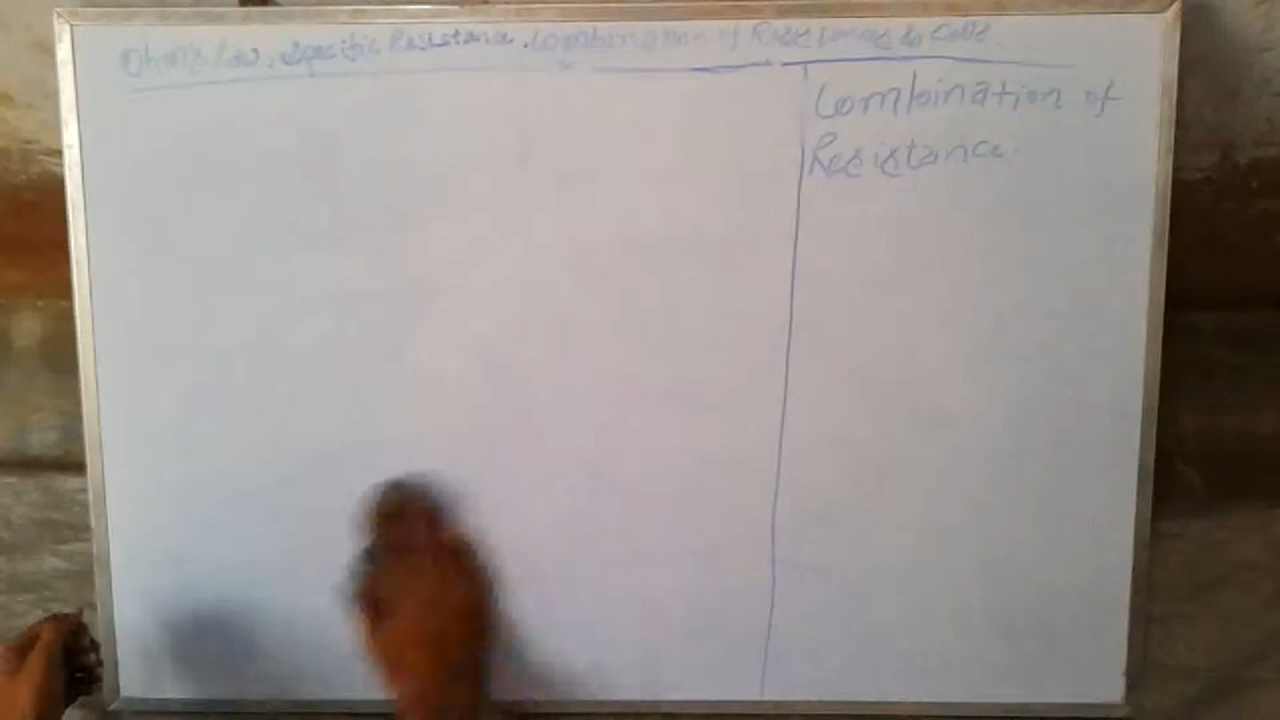 Ohm's law, Specific Resistance, Combination of Resistances & Cells.
Combination of
Resistance.